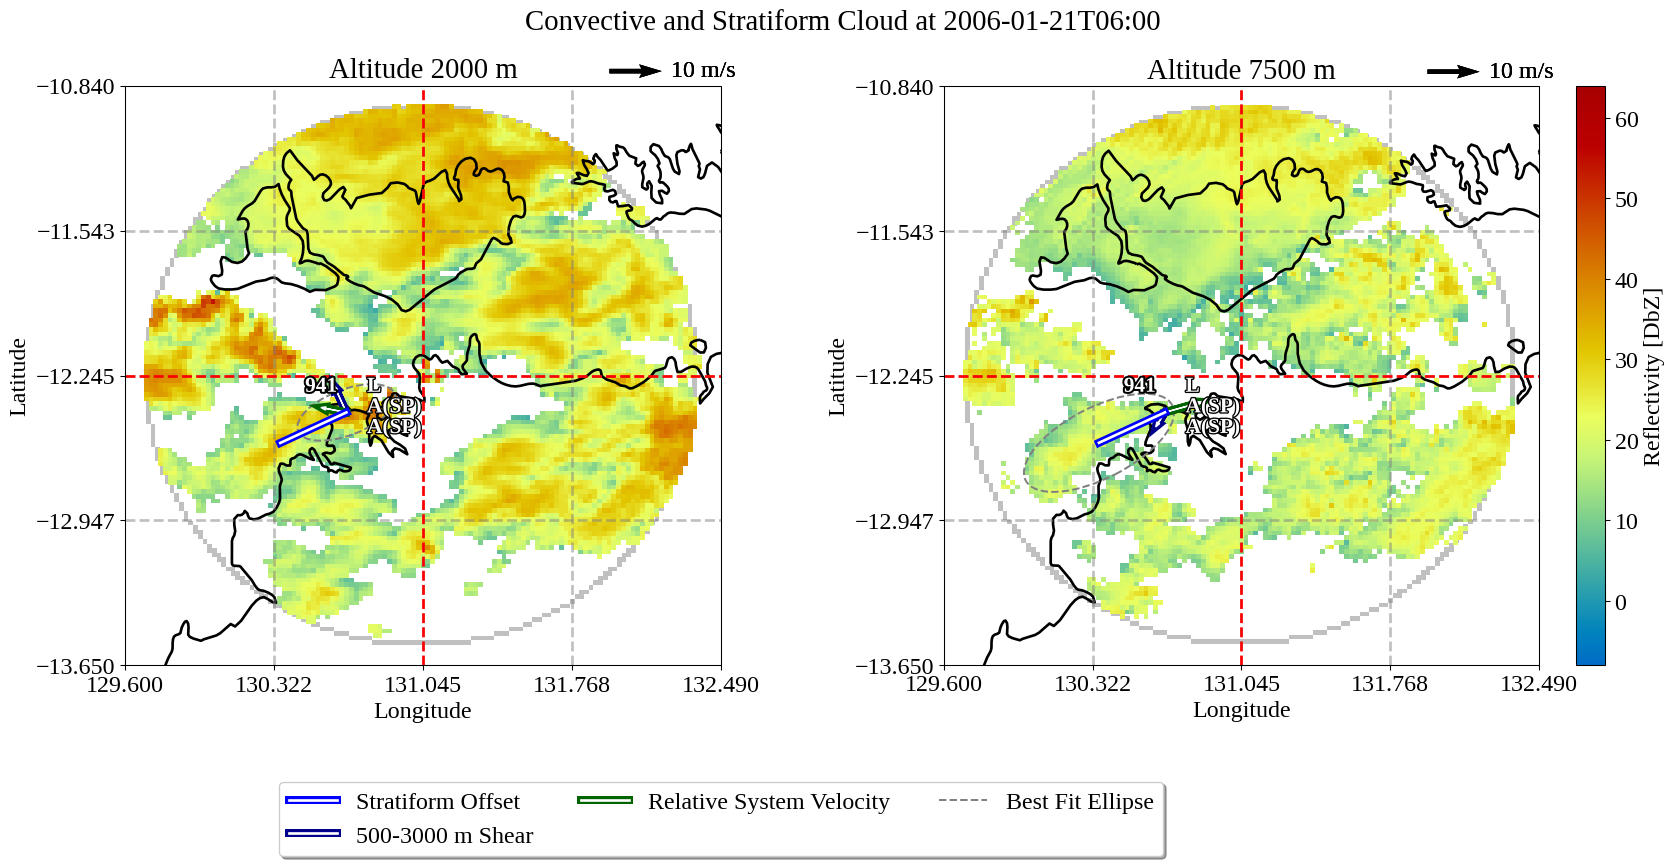 Convective and Stratiform Cloud at 2006-01-21T06:00
Altitude 2000 m
10 m/s
Altitude 7500 m
10 m/s
−10.840
−11.543
−12.245
−12.947
−13.650
Latitude
129.600
130.322
131.045
131.768
132.490
Longitude
941
L
A(SP)
A(SP)
−10.840
−11.543
−12.245
−12.947
−13.650
Latitude
129.600
130.322
131.045
131.768
132.490
Longitude
941
L
A(SP)
A(SP)
60
50
40
30
20
10
0
Reflectivity [DbZ]
Stratiform Offset
500-3000 m Shear
Relative System Velocity
Best Fit Ellipse